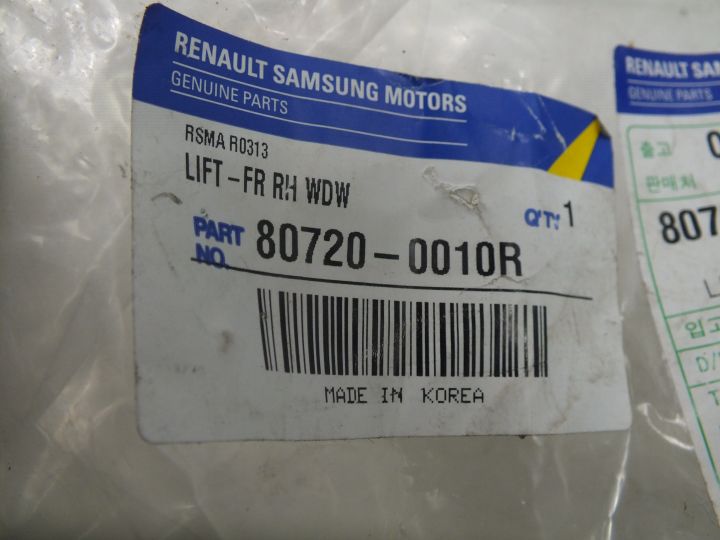 RENAULT SAMSUNG MOTORS
GENUINE PARTS
RSMA R0313
LIFT-FR RH WDW
Q'TY 1
PART NO. 80720-0010R
MADE IN KOREA
RENAULT
GENUINE PARTS
출고
판매처
807
입고